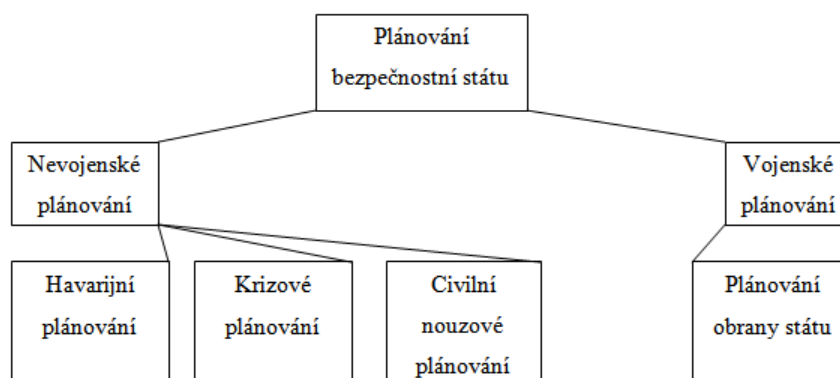 Plánování
bezpečnostní státu
Nevojenské
plánování
Vojenské
plánování
Havarijní
plánování
Krizové
plánování
Civilní
nouzové
plánování
Plánování
obrany státu